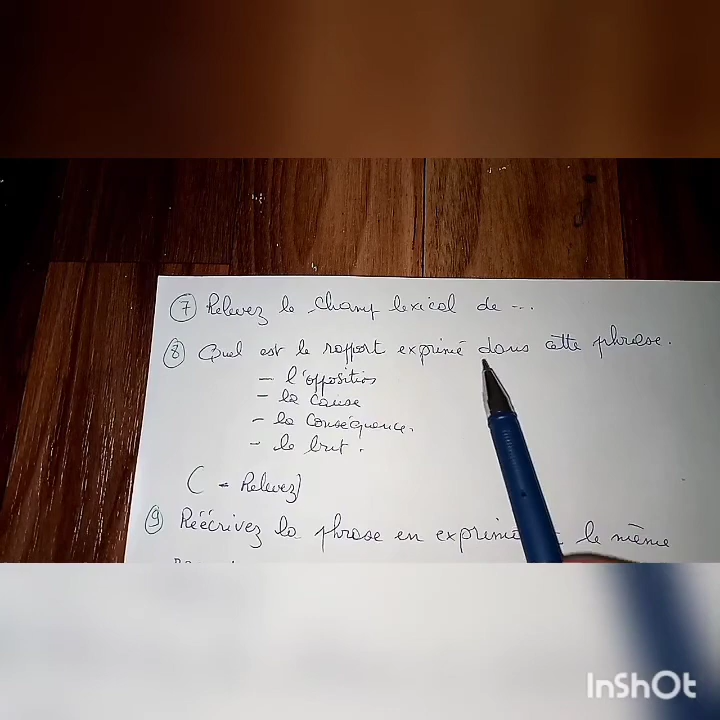 ⑦ Relevez le champ lexical de ...
⑧ Quel est le rapport exprimé dans cette phrase.
- l'opposition
- la cause
- la conséquence.
- le but.
( = Relevez)
⑨ Réécrivez la phrase en exprimant le même
InShOt